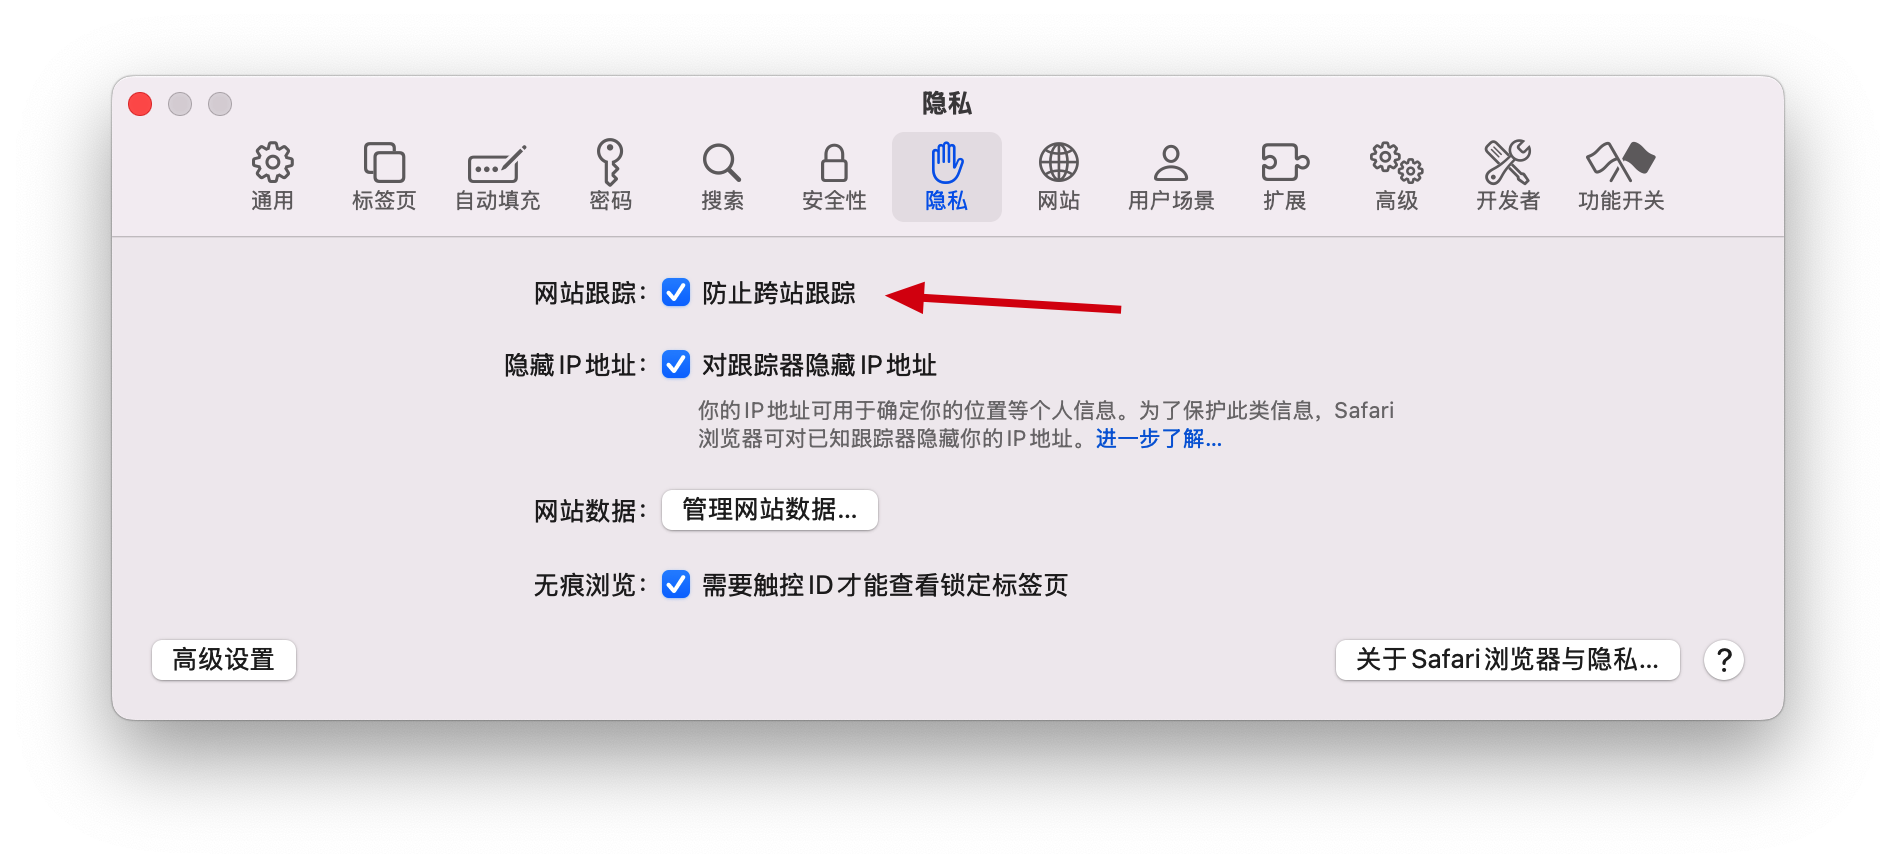 隐私
通用
标签页
自动填充
密码
搜索
安全性
隐私
网站
用户场景
扩展
高级
开发者
功能开关
网站跟踪： 防止跨站跟踪
隐藏 IP 地址： 对跟踪器隐藏 IP 地址
你的 IP 地址可用于确定你的位置等个人信息。为了保护此类信息，Safari
浏览器可对已知跟踪器隐藏你的 IP 地址。进一步了解...
网站数据： 管理网站数据...
无痕浏览： 需要触控 ID 才能查看锁定标签页
高级设置
关于 Safari 浏览器与隐私...
?